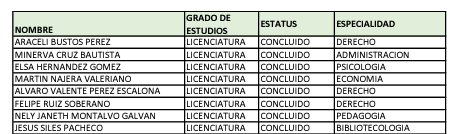 NOMBRE GRADO DE ESTUDIOS ESTATUS ESPECIALIDAD
ARACELI BUSTOS PEREZ LICENCIATURA CONCLUIDO DERECHO
MINERVA CRUZ BAUTISTA LICENCIATURA CONCLUIDO ADMINISTRACION
ELSA HERNANDEZ GOMEZ LICENCIATURA CONCLUIDO PSICOLOGIA
MARTIN NAJERA VALERIANO LICENCIATURA CONCLUIDO ECONOMIA
ALVARO VALENTE PEREZ ESCALONA LICENCIATURA CONCLUIDO DERECHO
FELIPE RUIZ SOBERANO LICENCIATURA CONCLUIDO DERECHO
NELY JANETH MONTALVO GALVAN LICENCIATURA CONCLUIDO PEDAGOGIA
JESUS SILES PACHECO LICENCIATURA CONCLUIDO BIBLIOTECOLOGIA